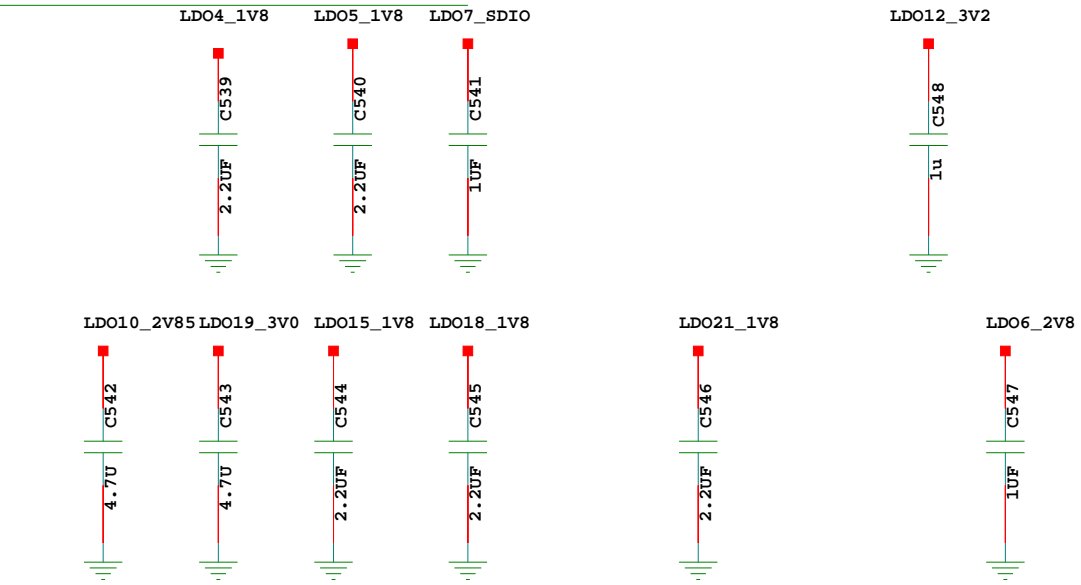 LDO4_1V8
LDO5_1V8
LDO7_SDIO
LDO12_3V2
C539
C540
C541
C548
2.2UF
2.2UF
1UF
1u
LDO10_2V85
LDO19_3V0
LDO15_1V8
LDO18_1V8
LDO21_1V8
LDO6_2V8
C542
C543
C544
C545
C546
C547
4.7U
4.7U
2.2UF
2.2UF
2.2UF
1UF